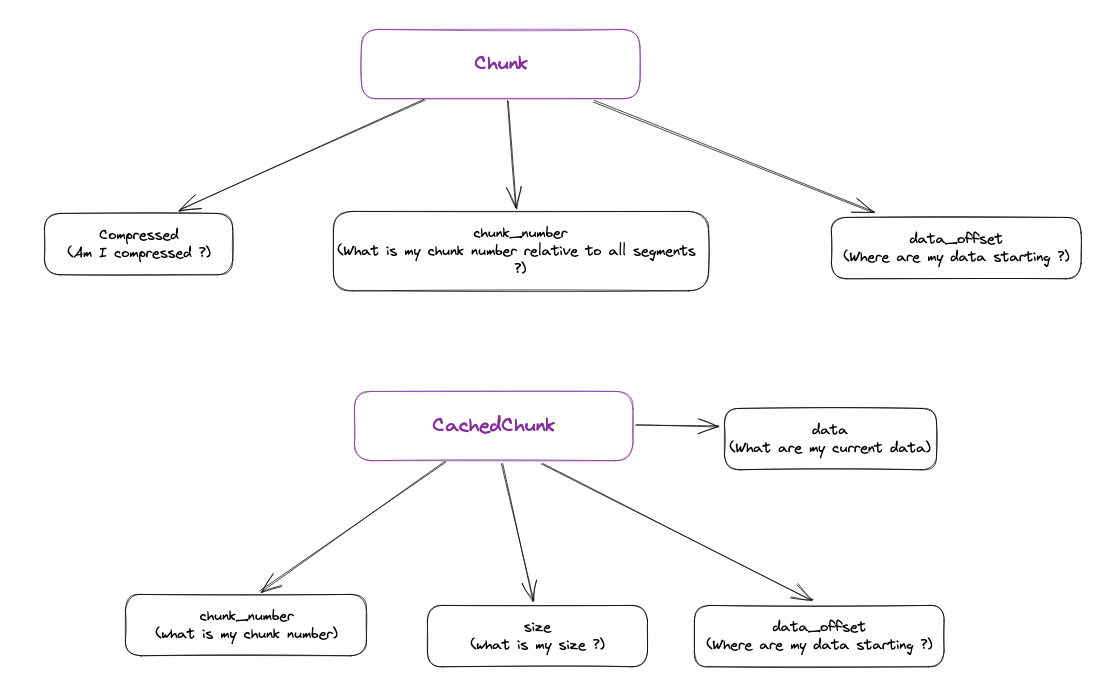 Chunk
Compressed
(Am I compressed ?)
chunk_number
(What is my chunk number relative to all segments
?)
data_offset
(Where are my data starting ?)
CachedChunk
data
(What are my current data)
chunk_number
(what is my chunk number)
size
(what is my size ?)
data_offset
(Where are my data starting ?)